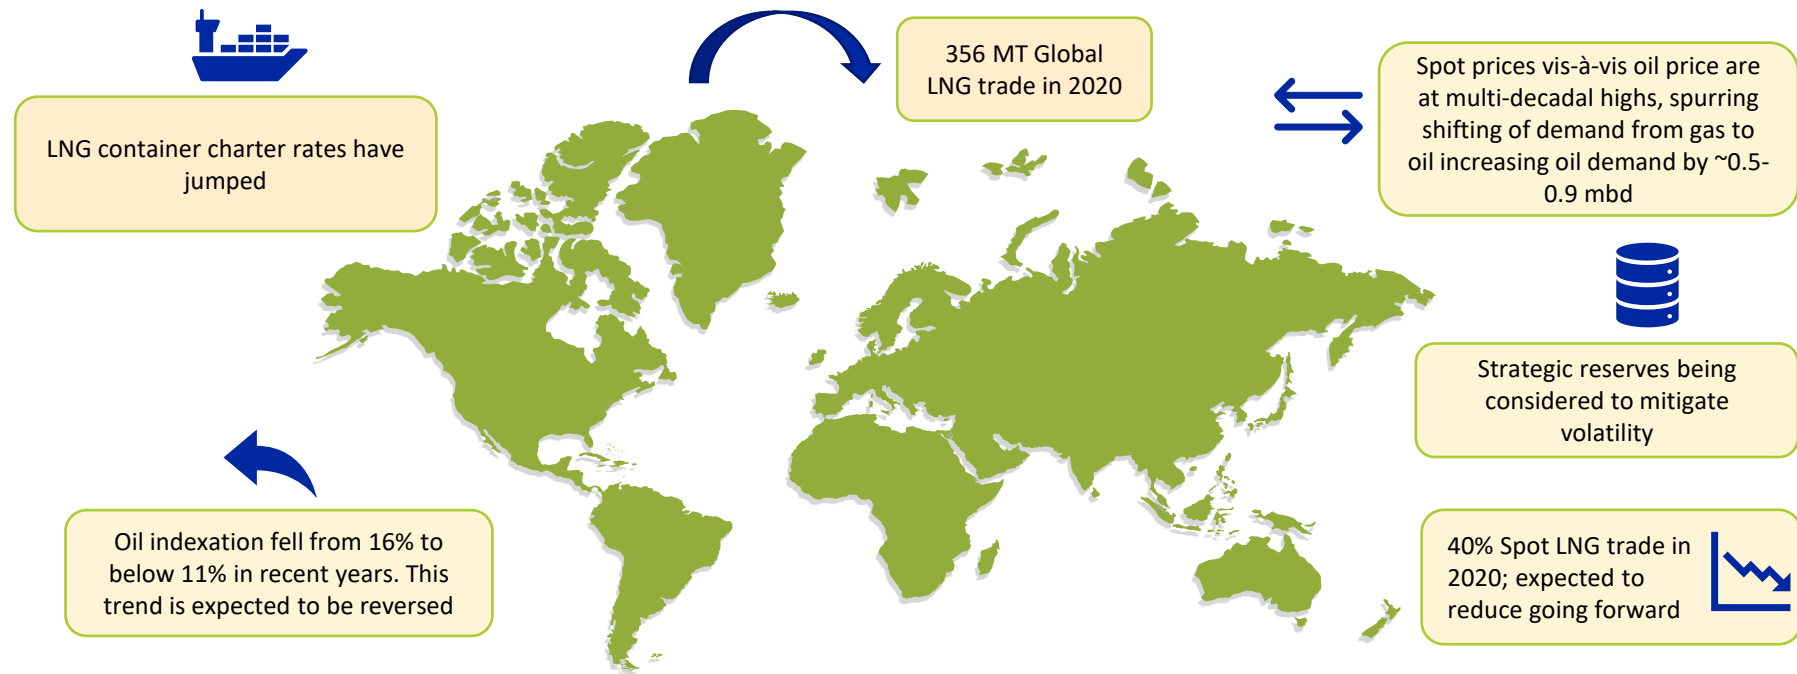 LNG container charter rates have
jumped
356 MT Global
LNG trade in 2020
Spot prices vis-à-vis oil price are
at multi-decadal highs, spurring
shifting of demand from gas to
oil increasing oil demand by ~0.5-
0.9 mbd
Strategic reserves being
considered to mitigate
volatility
Oil indexation fell from 16% to
below 11% in recent years. This
trend is expected to be reversed
40% Spot LNG trade in
2020; expected to
reduce going forward